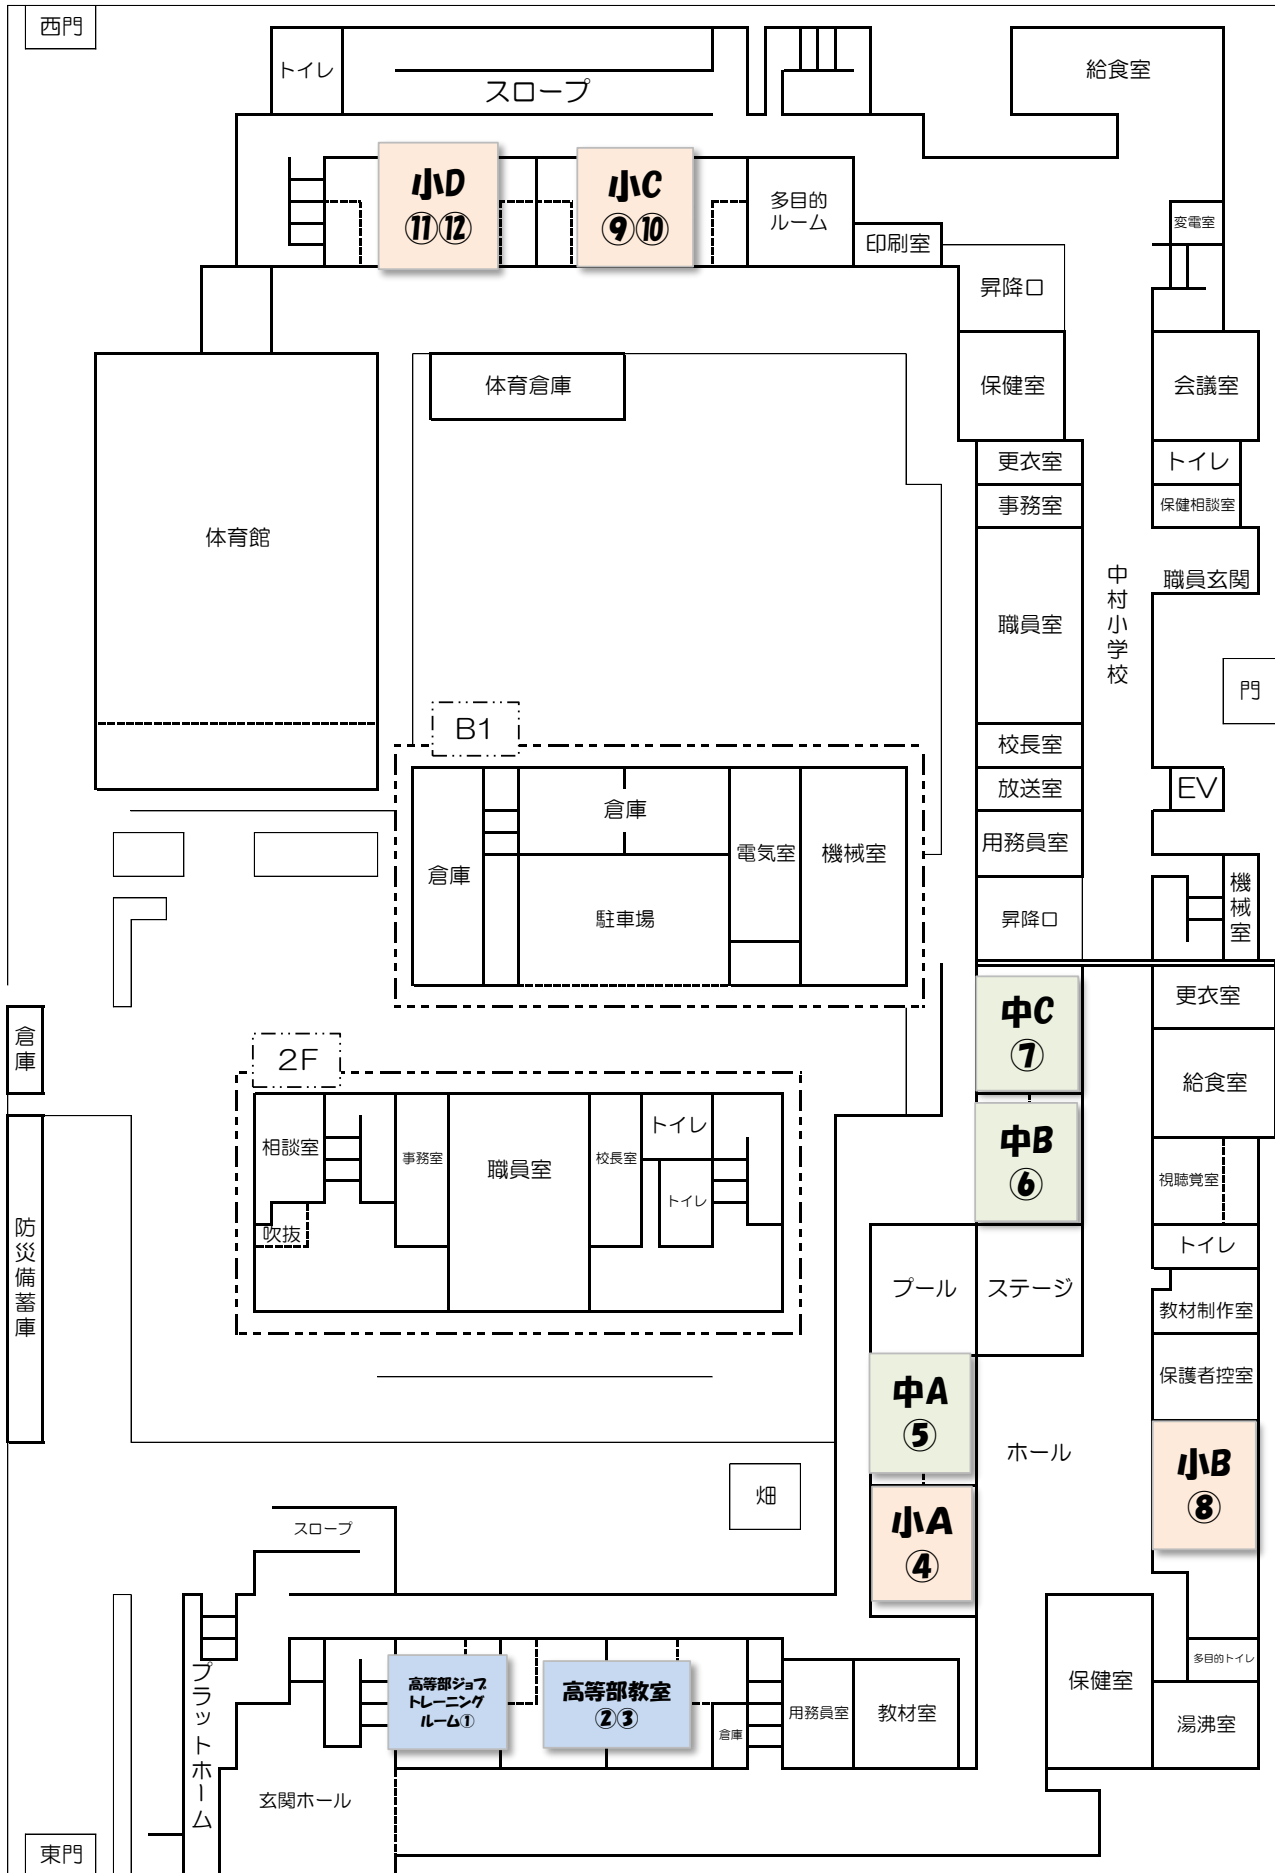 西門
トイレ
スロープ
給食室
小D
⑪⑫
小C
⑨⑩
多目的
ルーム
印刷室
変電室
昇降口
体育倉庫
保健室
会議室
更衣室
トイレ
事務室
保健相談室
体育館
職員室
中村小学校
職員玄関
門
B1
校長室
放送室
EV
倉庫
用務員室
電気室
機械室
倉庫
駐車場
昇降口
機械室
中C
⑦
更衣室
倉庫
2F
給食室
相談室
事務室
職員室
校長室
トイレ
トイレ
吹抜
中B
⑥
視聴覚室
トイレ
防災備蓄庫
プール
ステージ
教材制作室
保護者控室
中A
⑤
ホール
小B
⑧
畑
小A
④
スロープ
プラットホーム
高等部ジョブ
トレーニング
ルーム①
高等部教室
②③
倉庫
用務員室
教材室
保健室
多目的トイレ
湯沸室
玄関ホール
東門